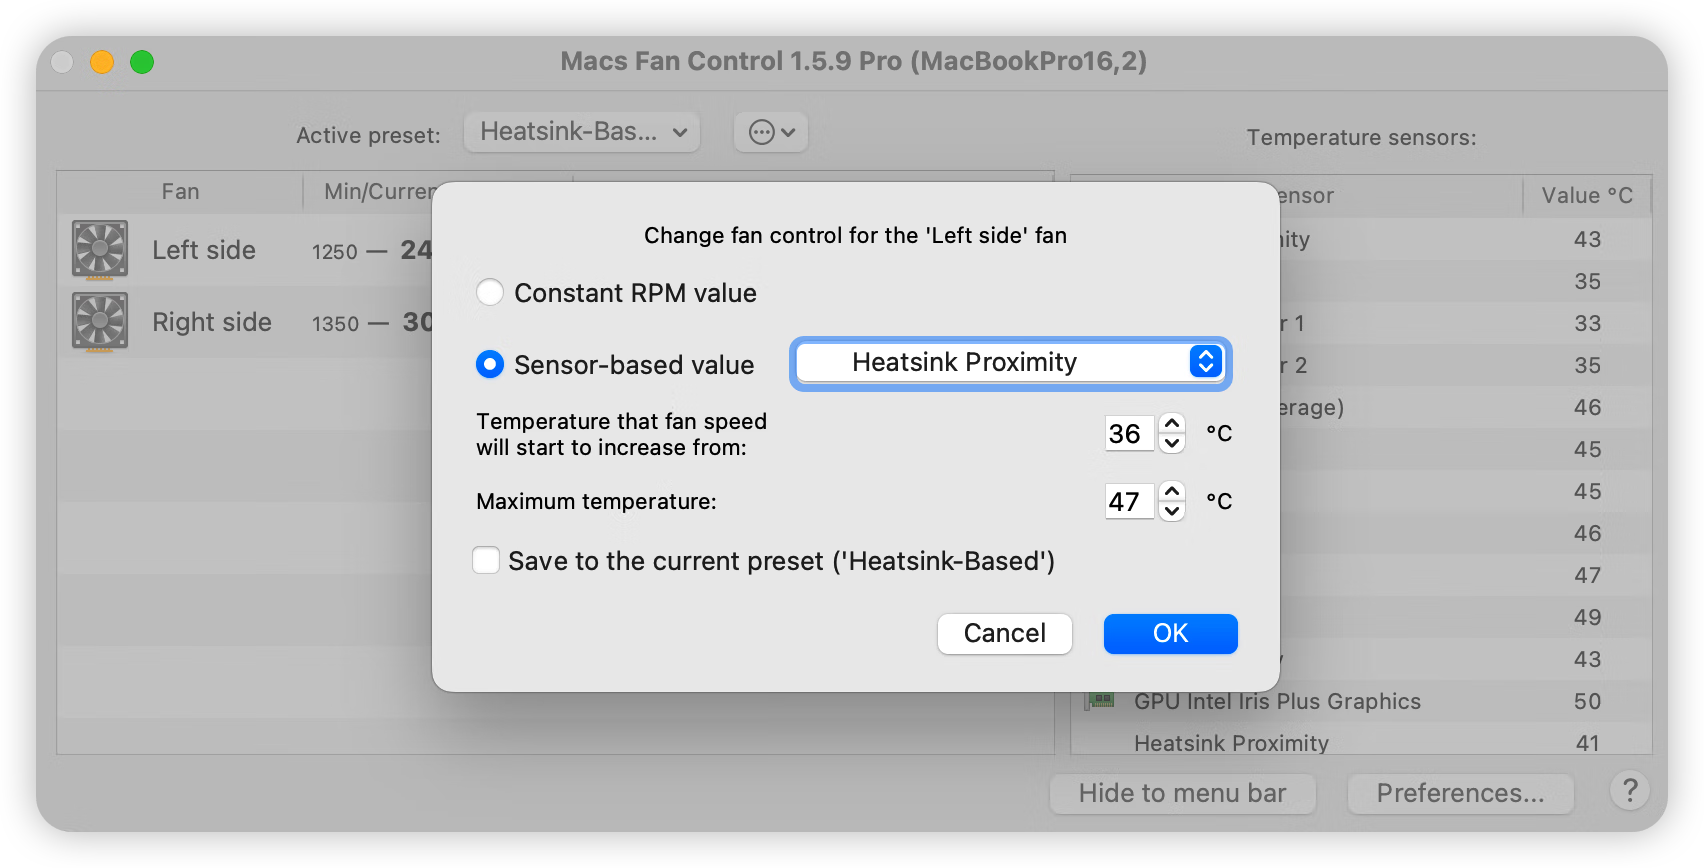 Macs Fan Control 1.5.9 Pro (MacBookPro16,2)
Active preset: Heatsink-Bas...
Temperature sensors:
Fan Min/Curren
Left side 1250 — 24
Right side 1350 — 30
Change fan control for the 'Left side' fan
Constant RPM value
Sensor-based value Heatsink Proximity
Temperature that fan speed
will start to increase from: 36 °C
Maximum temperature: 47 °C
Save to the current preset ('Heatsink-Based')
Cancel OK
ensor Value °C
ity 43
35
r 1 33
r 2 35
erage) 46
45
45
46
47
49
43
GPU Intel Iris Plus Graphics 50
Heatsink Proximity 41
Hide to menu bar Preferences... ?